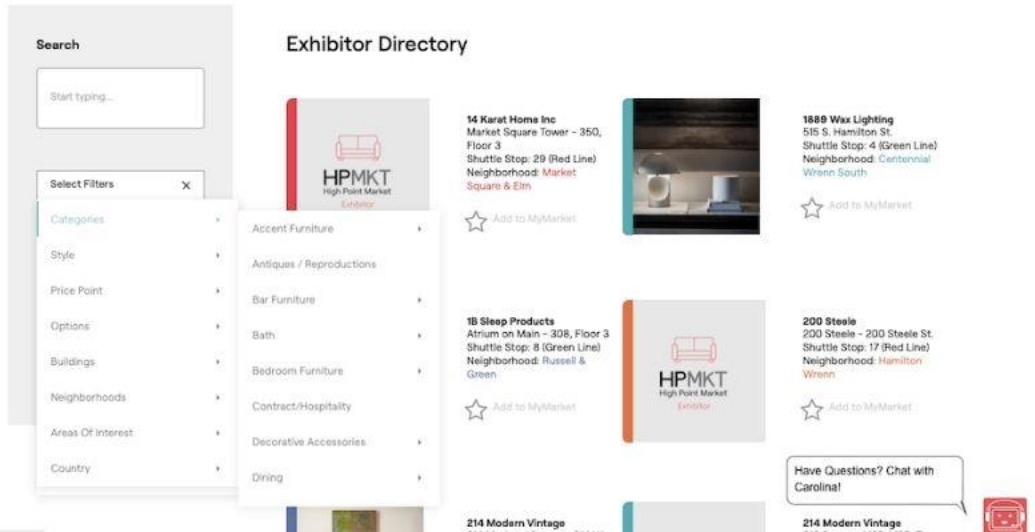 Search
Exhibitor Directory
Start typing...
Select Filters
X
Categories
Style
Price Point
Options
Buildings
Neighborhoods
Areas Of Interest
Country
Accent Furniture
Antiques / Reproductions
Bar Furniture
Bath
Bedroom Furniture
Contract/Hospitality
Decorative Accessories
Dining
HPMKT
High Point Market
Exhibitor
14 Karat Home Inc
Market Square Tower - 350,
Floor 3
Shuttle Stop: 29 (Red Line)
Neighborhood: Market
Square & Elm
Add to MyMarket
1889 Wax Lighting
515 S. Hamilton St.
Shuttle Stop: 4 (Green Line)
Neighborhood: Centennial
Wrenn South
Add to MyMarket
1B Sleep Products
Atrium on Main - 308, Floor 3
Shuttle Stop: 8 (Green Line)
Neighborhood: Russell &
Green
Add to MyMarket
HPMKT
High Point Market
Exhibitor
200 Steele
200 Steele - 200 Steele St.
Shuttle Stop: 17 (Red Line)
Neighborhood: Hamilton
Wrenn
Add to MyMarket
214 Modern Vintage
214 Modern Vintage
Have Questions? Chat with
Carolina!